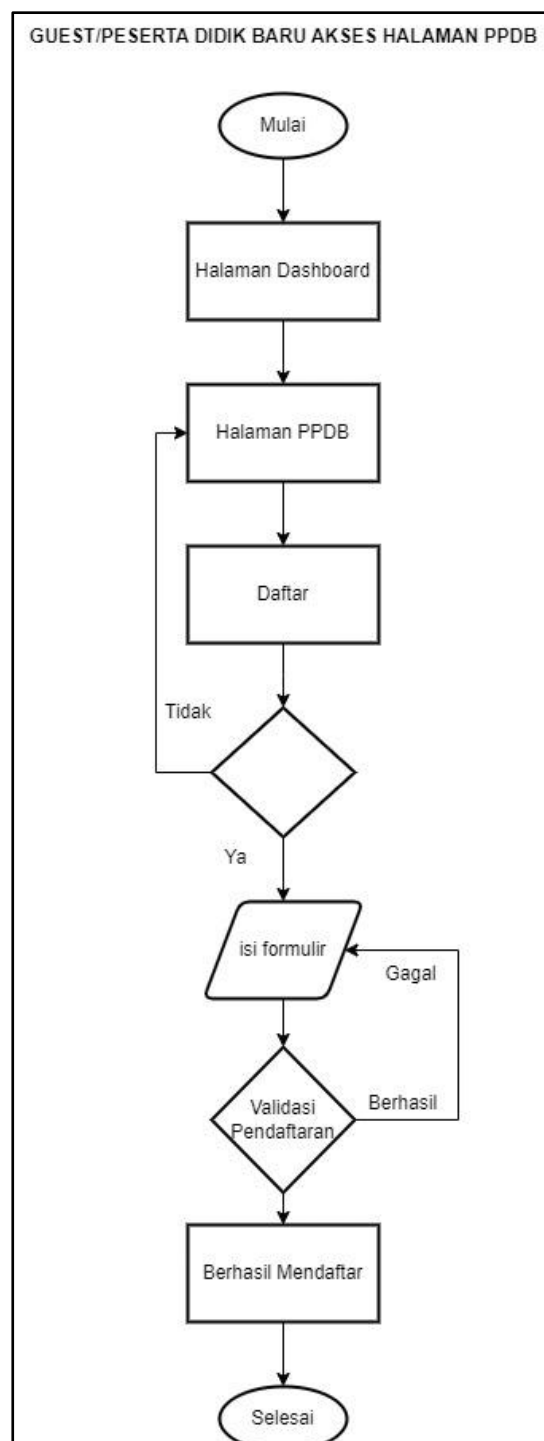 GUEST/PESERTA DIDIK BARU AKSES HALAMAN PPDB
Mulai
Halaman Dashboard
Halaman PPDB
Daftar
Tidak
Ya
isi formulir
Gagal
Validasi
Pendaftaran
Berhasil
Berhasil Mendaftar
Selesai